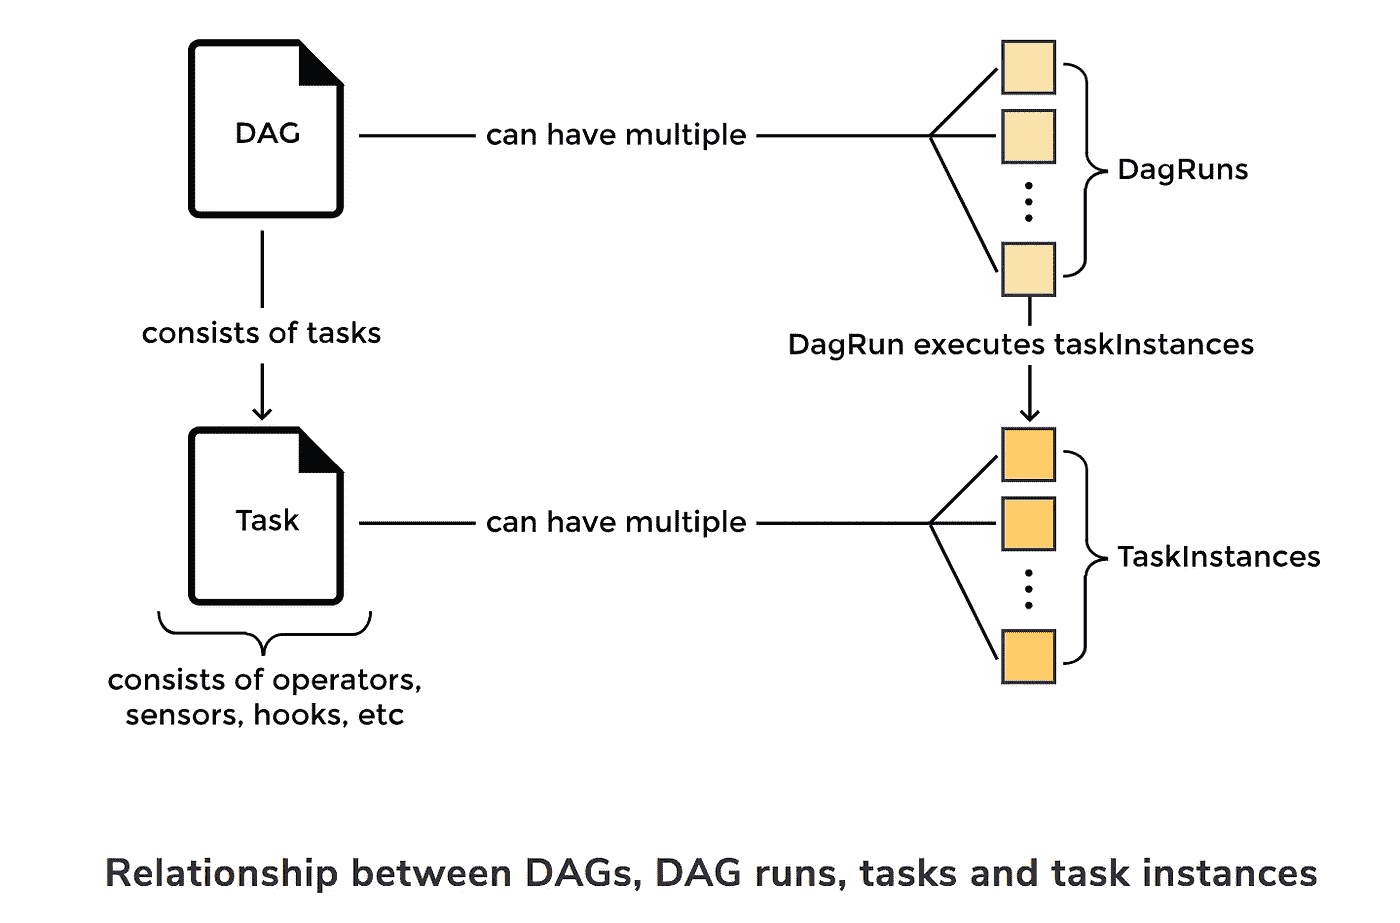 DAG
can have multiple
DagRuns
consists of tasks
DagRun executes taskInstances
Task
can have multiple
TaskInstances
consists of operators,
sensors, hooks, etc
Relationship between DAGs, DAG runs, tasks and task instances